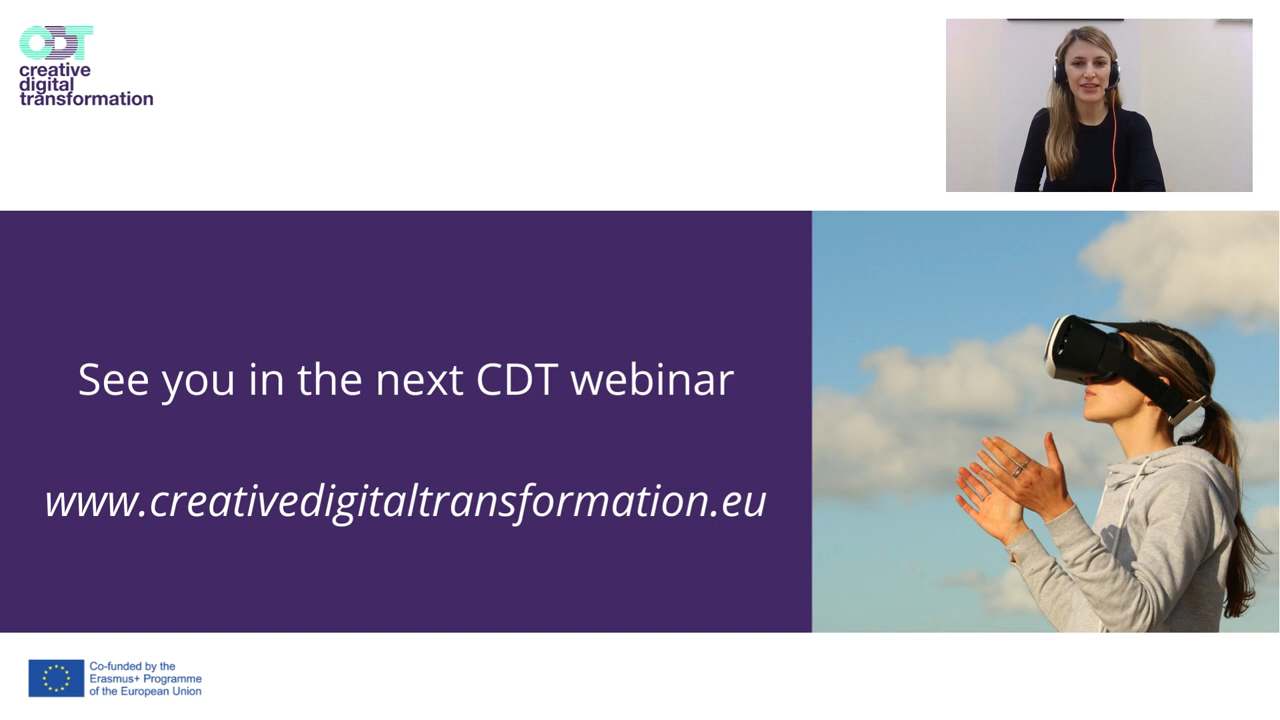 CDT
creative
digital
transformation
See you in the next CDT webinar
www.creativedigitaltransformation.eu
Co-funded by the
Erasmus+ Programme
of the European Union